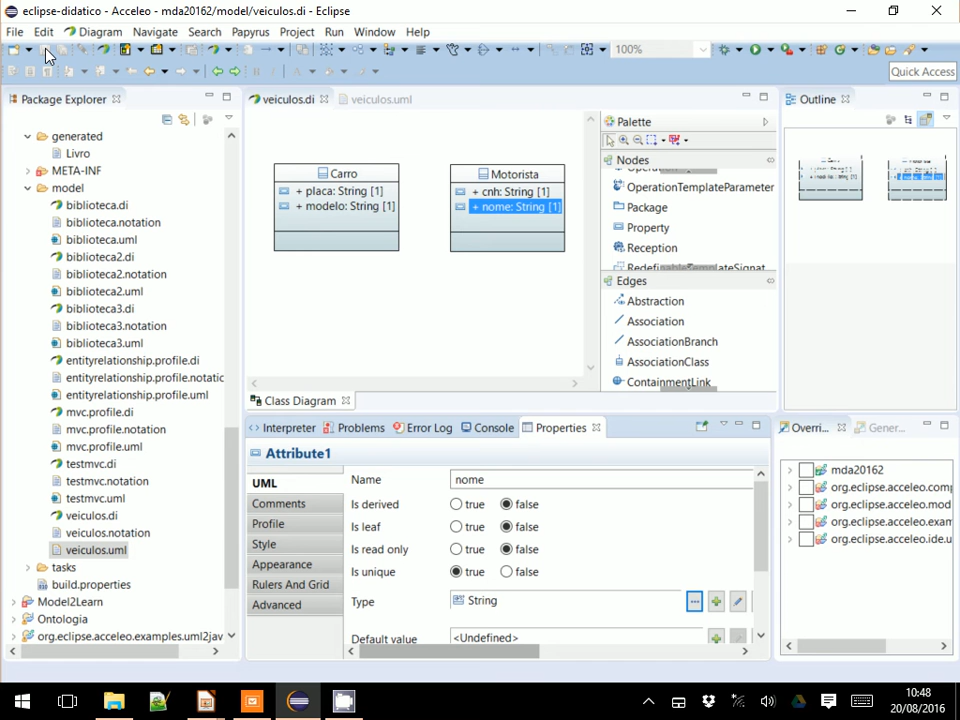 eclipse-didatico - Acceleo - mda20162/model/veiculos.di - Eclipse
File Edit Diagram Navigate Search Papyrus Project Run Window Help
100%
Quick Access
Package Explorer
generated
Livro
META-INF
model
biblioteca.di
biblioteca.notation
biblioteca.uml
biblioteca2.di
biblioteca2.notation
biblioteca2.uml
biblioteca3.di
biblioteca3.notation
biblioteca3.uml
entityrelationship.profile.di
entityrelationship.profile.notatic
entityrelationship.profile.uml
mvc.profile.di
mvc.profile.notation
mvc.profile.uml
testmvc.di
testmvc.notation
testmvc.uml
veiculos.di
veiculos.notation
veiculos.uml
tasks
build.properties
Model2Learn
Ontologia
org.eclipse.acceleo.examples.uml2jav
veiculos.di veiculos.uml
Carro
+ placa: String [1]
+ modelo: String [1]
Motorista
+ cnh: String [1]
+ nome: String [1]
Class Diagram
Palette
Nodes
OperationTemplateParameter
Package
Property
Reception
Edges
Abstraction
Association
AssociationBranch
AssociationClass
ContainmentLink
Outline
Interpreter Problems Error Log Console Properties
Attribute1
UML
Comments
Profile
Style
Appearance
Rulers And Grid
Advanced
Name nome
Is derived true false
Is leaf true false
Is read only true false
Is unique true false
Type String
Default value <Undefined>
Overri... Gener...
mda20162
org.eclipse.acceleo.comp
org.eclipse.acceleo.mod
org.eclipse.acceleo.exam
org.eclipse.acceleo.ide.u
10:48
20/08/2016